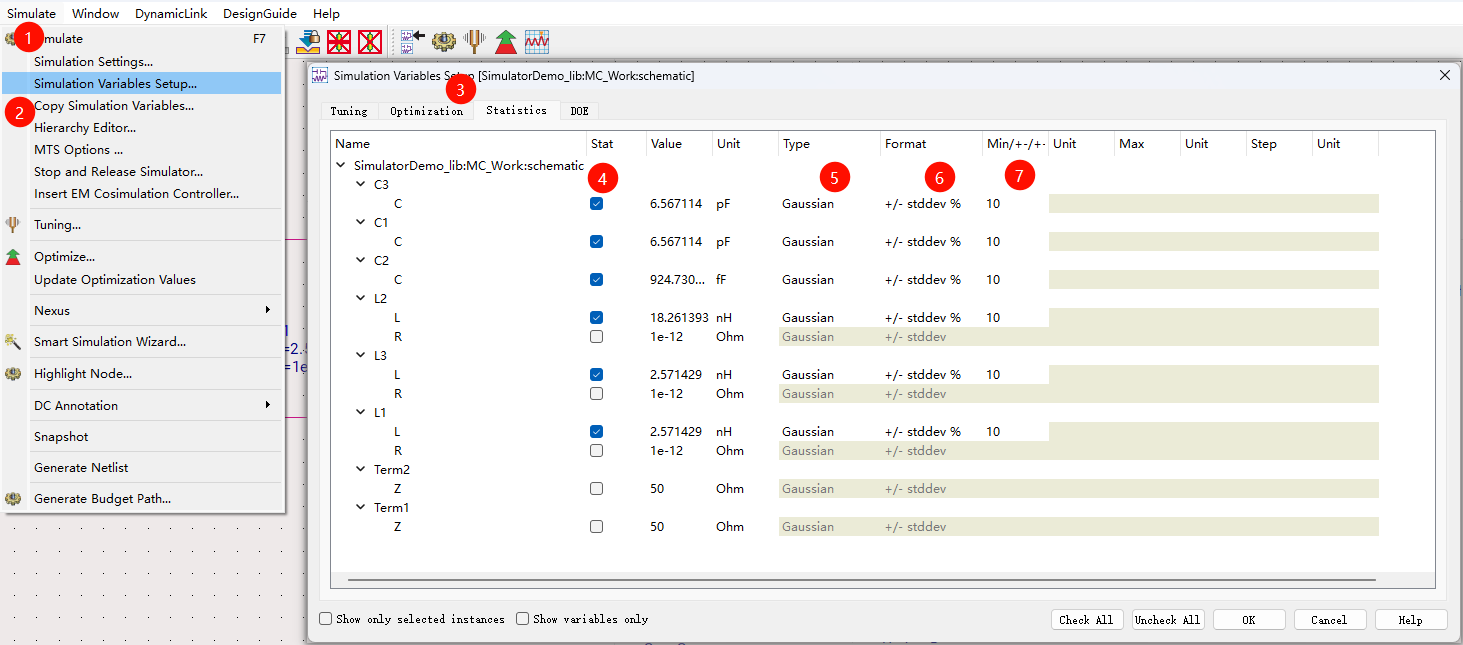 Simulate Window DynamicLink DesignGuide Help
1 mulate F7
Simulation Settings...
Simulation Variables Setup...
2 Copy Simulation Variables...
Hierarchy Editor...
MTS Options ...
Stop and Release Simulator...
Insert EM Cosimulation Controller...
Tuning...
Optimize...
Update Optimization Values
Nexus
Smart Simulation Wizard...
Highlight Node...
DC Annotation
Snapshot
Generate Netlist
Generate Budget Path...
Simulation Variables Setup [SimulatorDemo_lib:MC_Work:schematic]
3
Tuning Optimization Statistics DOE
Name Stat Value Unit Type Format Min/+-/+- Unit Max Unit Step Unit
SimulatorDemo_lib:MC_Work:schematic
4 5 6 7
C3
C 6.567114 pF Gaussian +/- stddev % 10
C1
C 6.567114 pF Gaussian +/- stddev % 10
C2
C 924.730... fF Gaussian +/- stddev % 10
L2
L 18.261393 nH Gaussian +/- stddev % 10
R 1e-12 Ohm Gaussian +/- stddev
L3
L 2.571429 nH Gaussian +/- stddev % 10
R 1e-12 Ohm Gaussian +/- stddev
L1
L 2.571429 nH Gaussian +/- stddev % 10
R 1e-12 Ohm Gaussian +/- stddev
Term2
Z 50 Ohm Gaussian +/- stddev
Term1
Z 50 Ohm Gaussian +/- stddev
Show only selected instances Show variables only
Check All Uncheck All OK Cancel Help